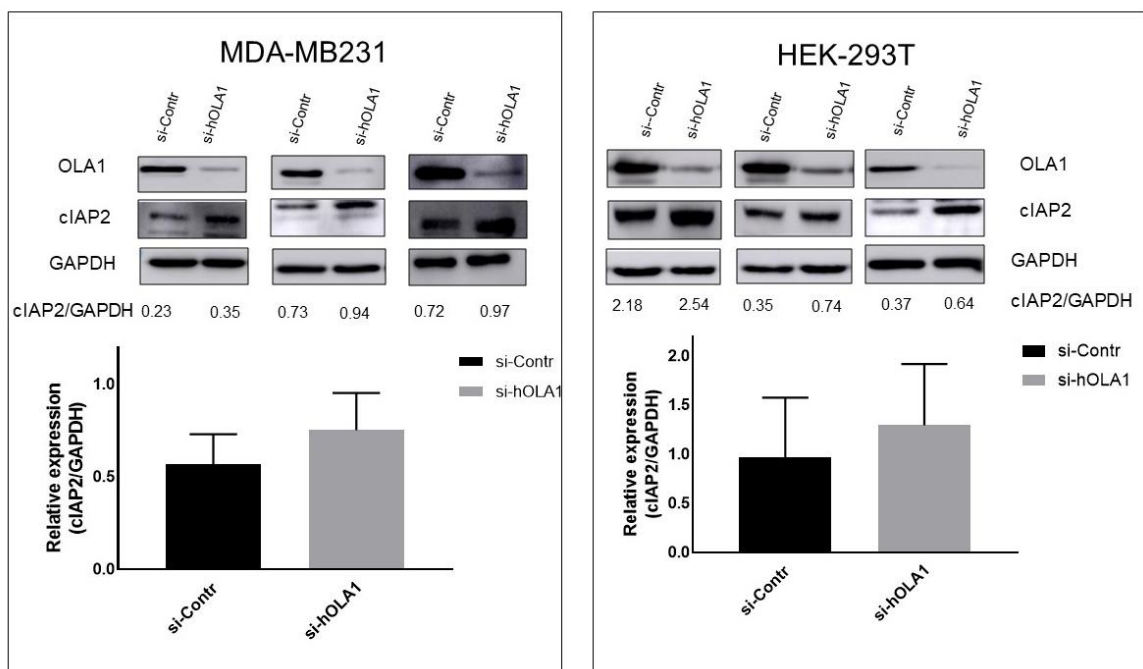 MDA-MB231
si-Contr
si-hOLA1
si-Contr
si-hOLA1
si-Contr
si-hOLA1
OLA1
cIAP2
GAPDH
cIAP2/GAPDH 0.23 0.35 0.73 0.94 0.72 0.97
si-Contr
si-hOLA1
Relative expression
(cIAP2/GAPDH)
1.0
0.5
0.0
si-Contr
si-hOLA1
HEK-293T
si--Contr
si-hOLA1
si-Contr
si-hOLA1
si-Contr
si-hOLA1
OLA1
cIAP2
GAPDH
2.18 2.54 0.35 0.74 0.37 0.64 cIAP2/GAPDH
si-Contr
si-hOLA1
Relative expression
(cIAP2/GAPDH)
2.0
1.5
1.0
0.5
0.0
si-Contr
si-hOLA1